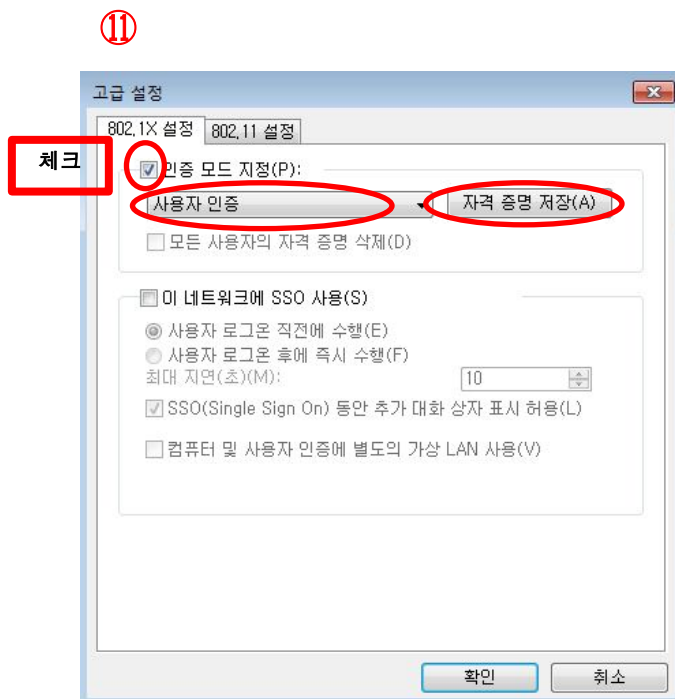 ⑪
고급 설정
802.1X 설정 802.11 설정
체크
인증 모드 지정(P):
사용자 인증 자격 증명 저장(A)
모든 사용자의 자격 증명 삭제(D)
이 네트워크에 SSO 사용(S)
사용자 로그온 직전에 수행(E)
사용자 로그온 후에 즉시 수행(F)
최대 지연(초)(M): 10
SSO(Single Sign On) 동안 추가 대화 상자 표시 허용(L)
컴퓨터 및 사용자 인증에 별도의 가상 LAN 사용(V)
확인 취소